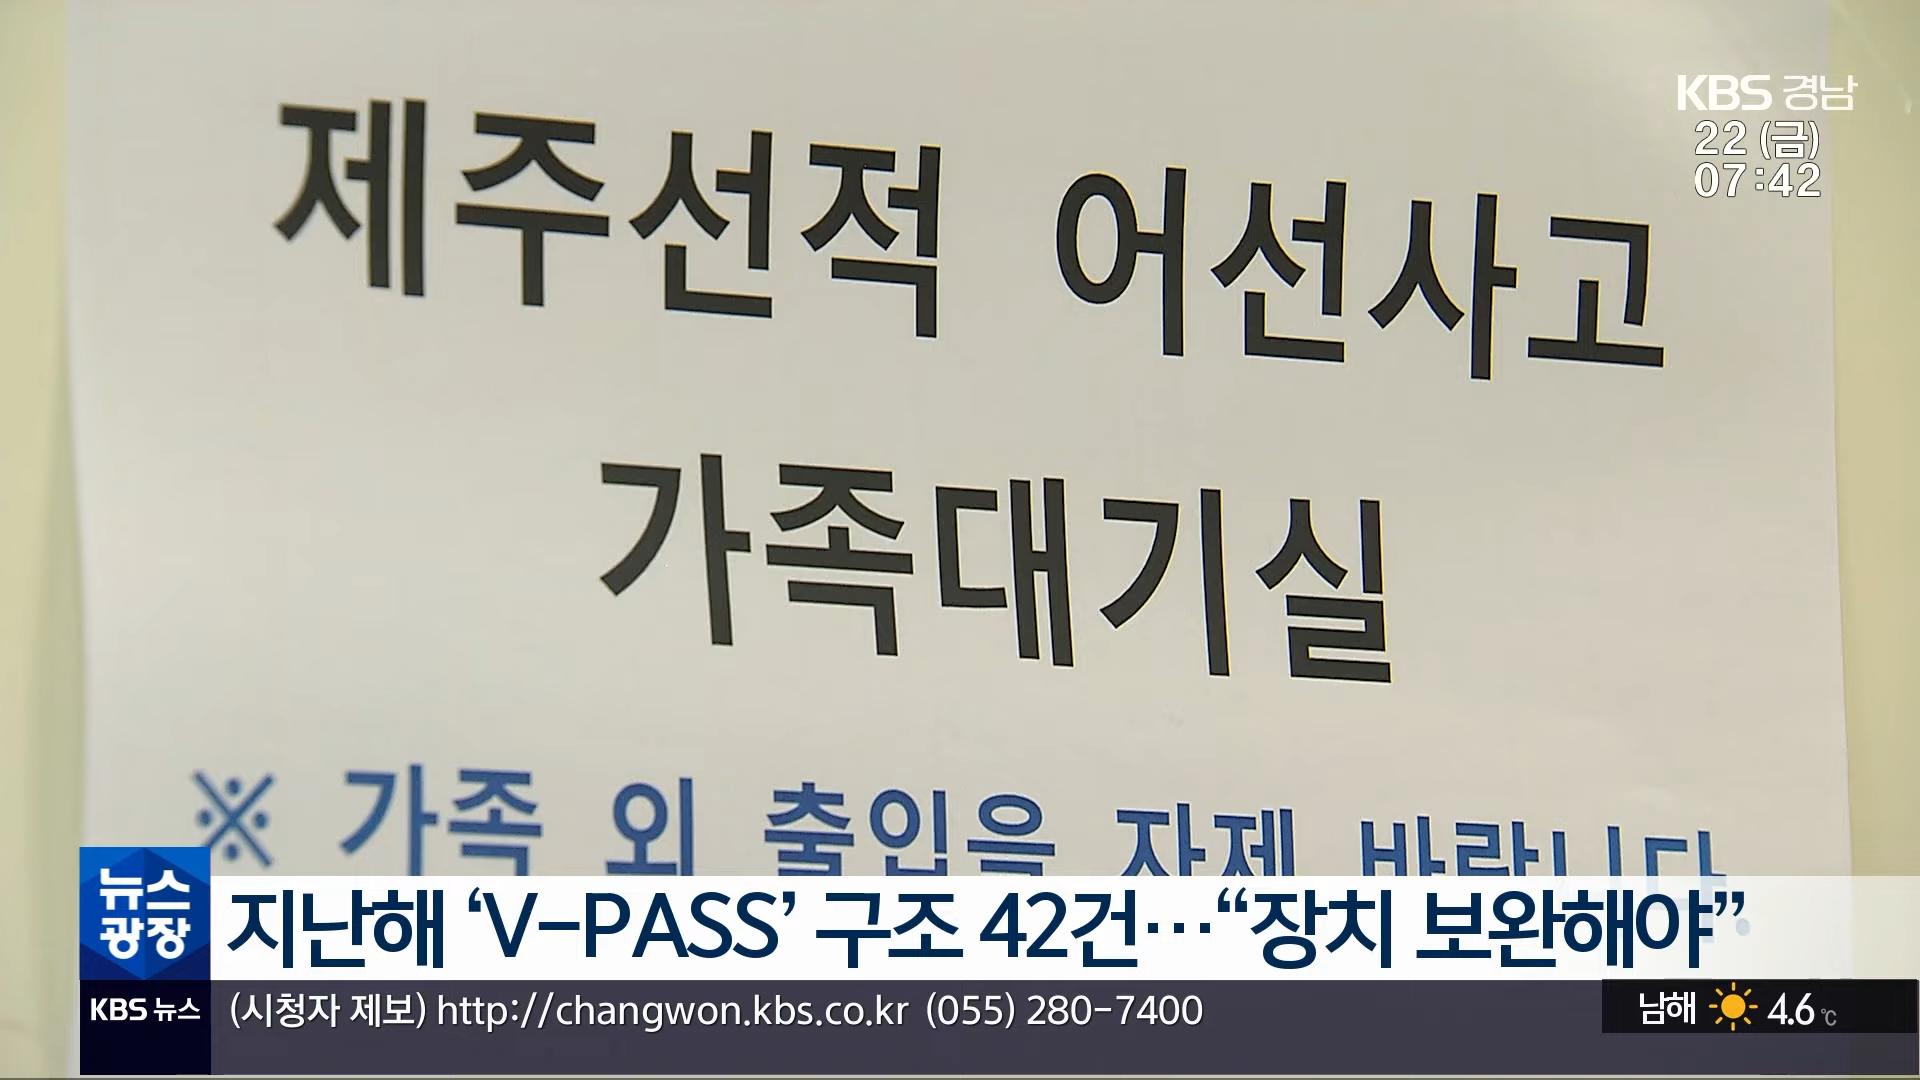 KBS 경남
22 (금)
07:42
제주선적 어선사고
가족대기실
※ 가족 외 출입을 자제 바랍니다.
뉴스
광장
지난해 ‘V-PASS’ 구조 42건…“장치 보완해야”
KBS 뉴스
(시청자 제보) http://changwon.kbs.co.kr (055) 280-7400
남해 4.6℃